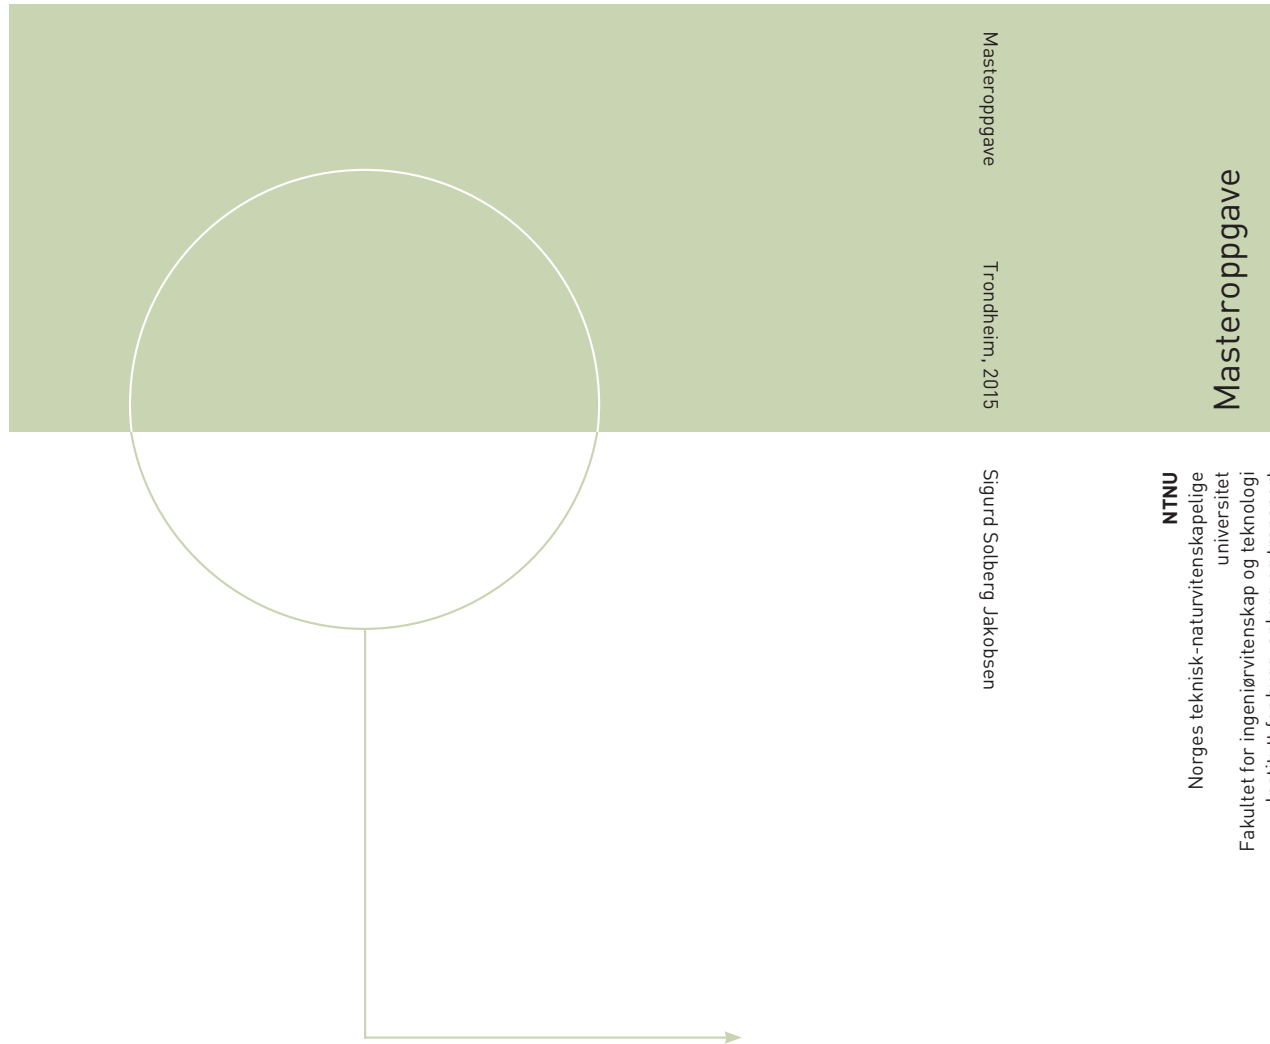 Masteroppgave
Trondheim, 2015
Sigurd Solberg Jakobsen
Masteroppgave
NTNU
Norges teknisk-naturvitenskapelige
universitet
Fakultet for ingeniørvitenskap og teknologi